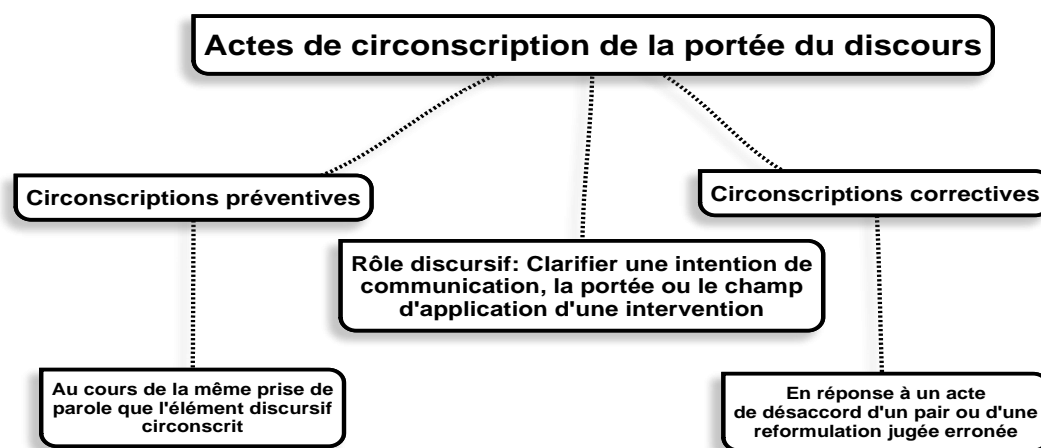 Actes de circonscription de la portée du discours
Circonscriptions préventives
Circonscriptions correctives
Rôle discursif: Clarifier une intention de
communication, la portée ou le champ
d'application d'une intervention
Au cours de la même prise de
parole que l'élément discursif
circonscrit
En réponse à un acte
de désaccord d'un pair ou d'une
reformulation jugée erronée